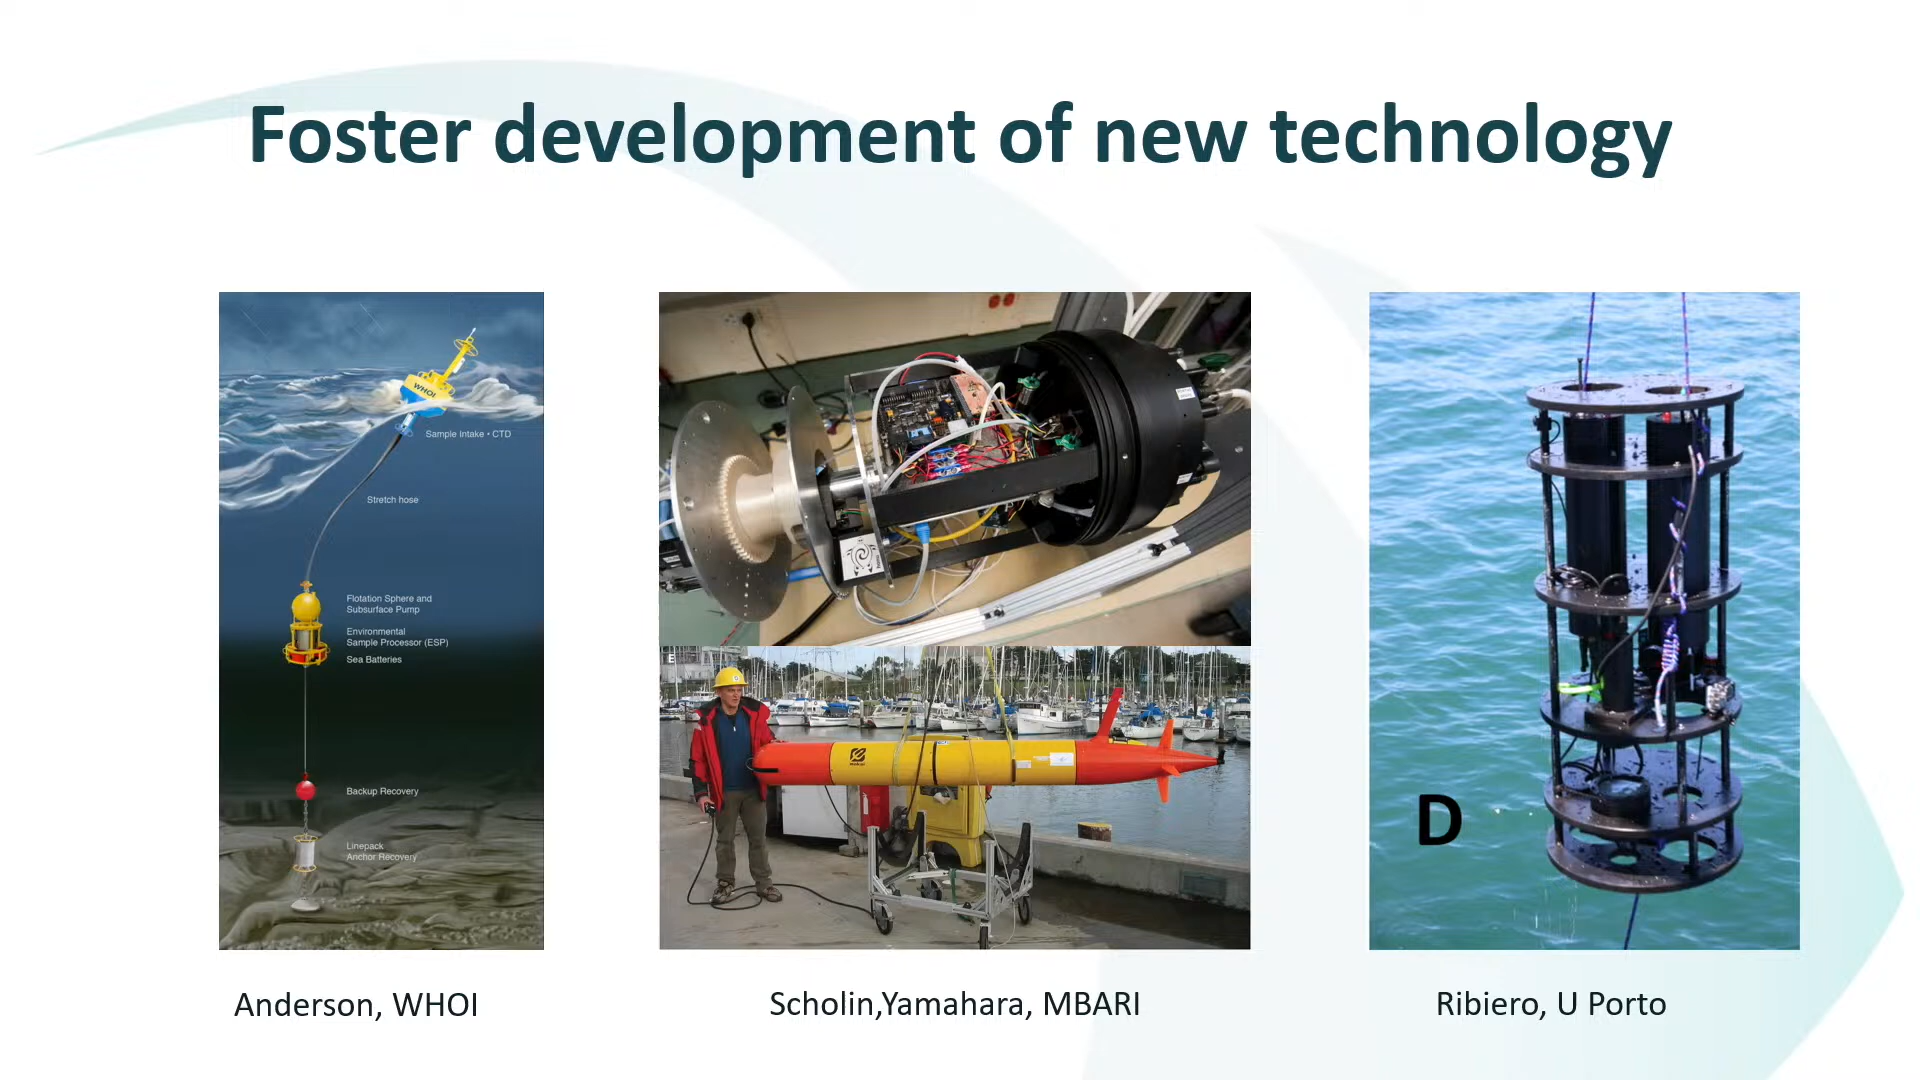 Foster development of new technology
WHOI
Sample Intake • CTD
Stretch hose
Flotation Sphere and
Subsurface Pump
Environmental
Sample Processor (ESP)
Sea Batteries
Backup Recovery
Linepack
Anchor Recovery
E
D
Anderson, WHOI
Scholin,Yamahara, MBARI
Ribiero, U Porto